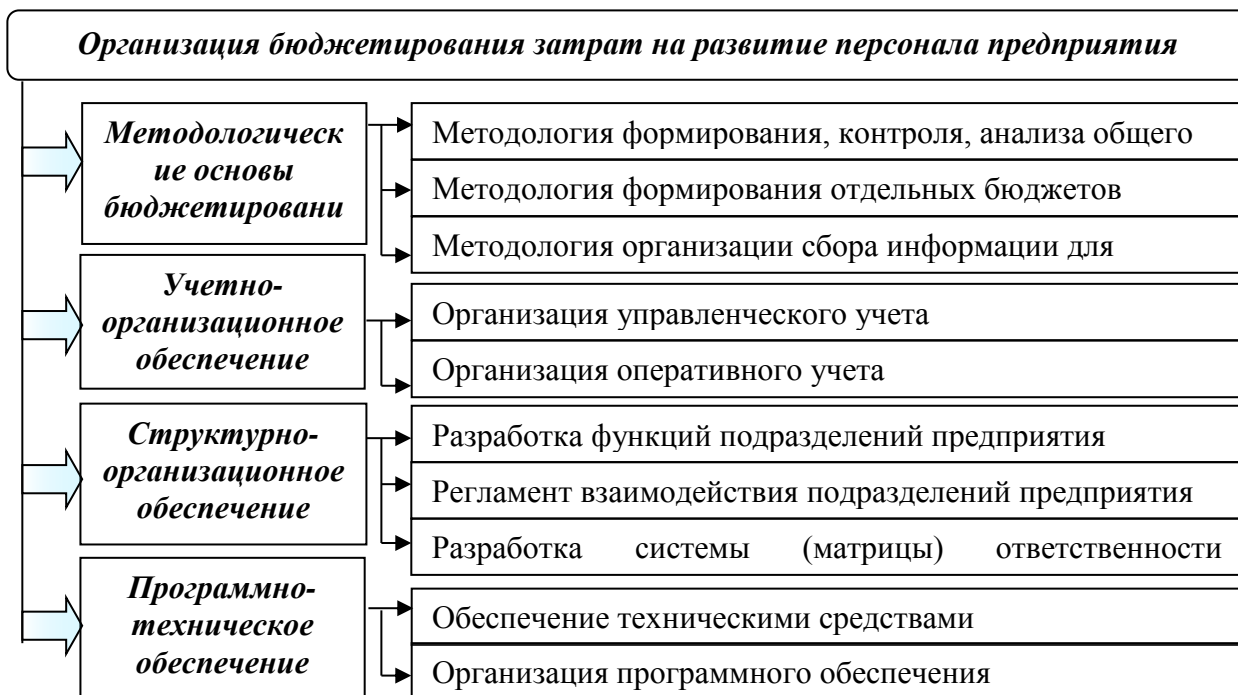 Организация бюджетирования затрат на развитие персонала предприятия
Методологическ
ие основы
бюджетировани
Методология формирования, контроля, анализа общего
Методология формирования отдельных бюджетов
Методология организации сбора информации для
Учетно-
организационное
обеспечение
Организация управленческого учета
Организация оперативного учета
Структурно-
организационное
обеспечение
Разработка функций подразделений предприятия
Регламент взаимодействия подразделений предприятия
Разработка системы (матрицы) ответственности
Программно-
техническое
обеспечение
Обеспечение техническими средствами
Организация программного обеспечения